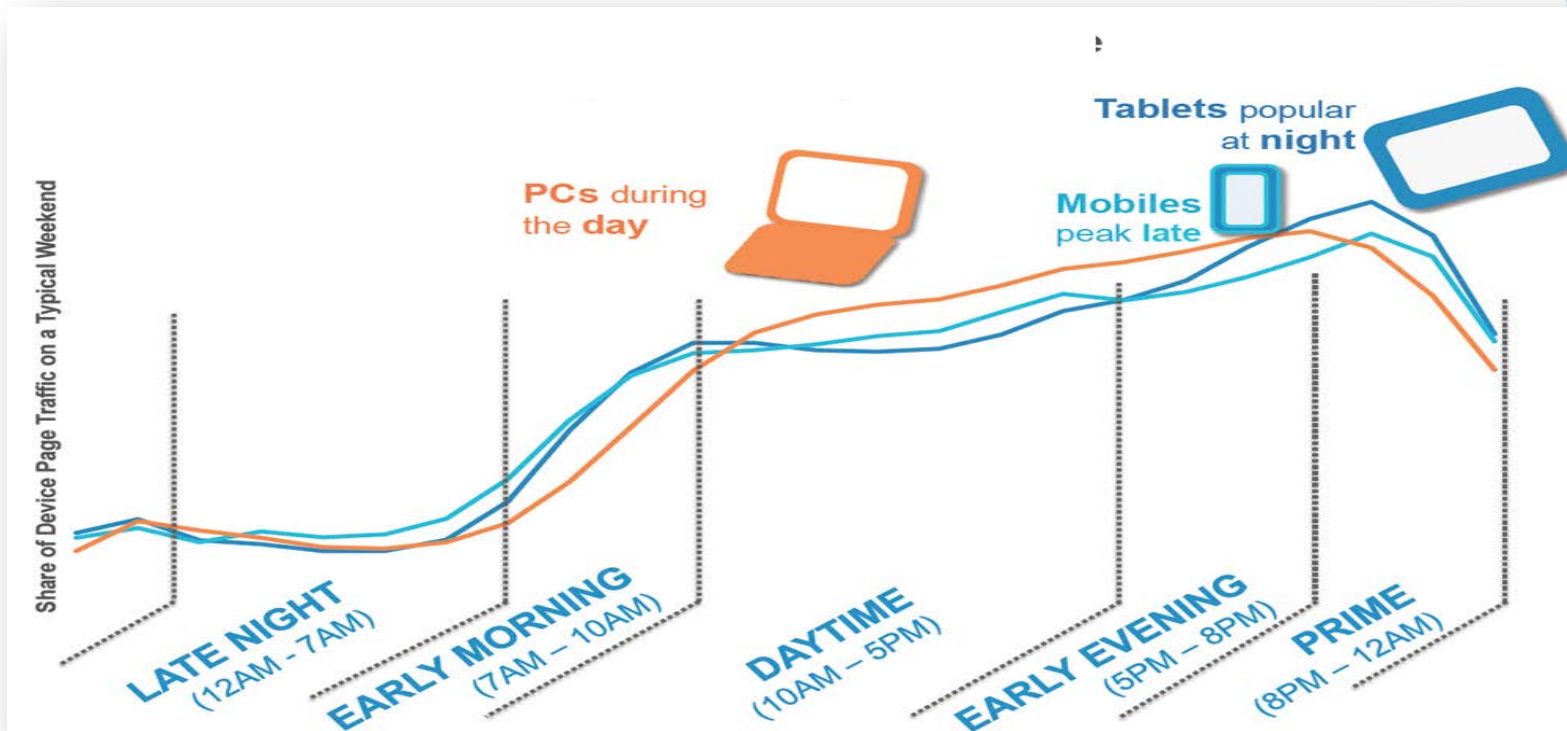 e
Tablets popular
at night
PCs during
the day
Mobiles
peak late
Share of Device Page Traffic on a Typical Weekend
LATE NIGHT
(12AM - 7AM)
EARLY MORNING
(7AM – 10AM)
DAYTIME
(10AM – 5PM)
EARLY EVENING
(5PM – 8PM)
PRIME
(8PM – 12AM)